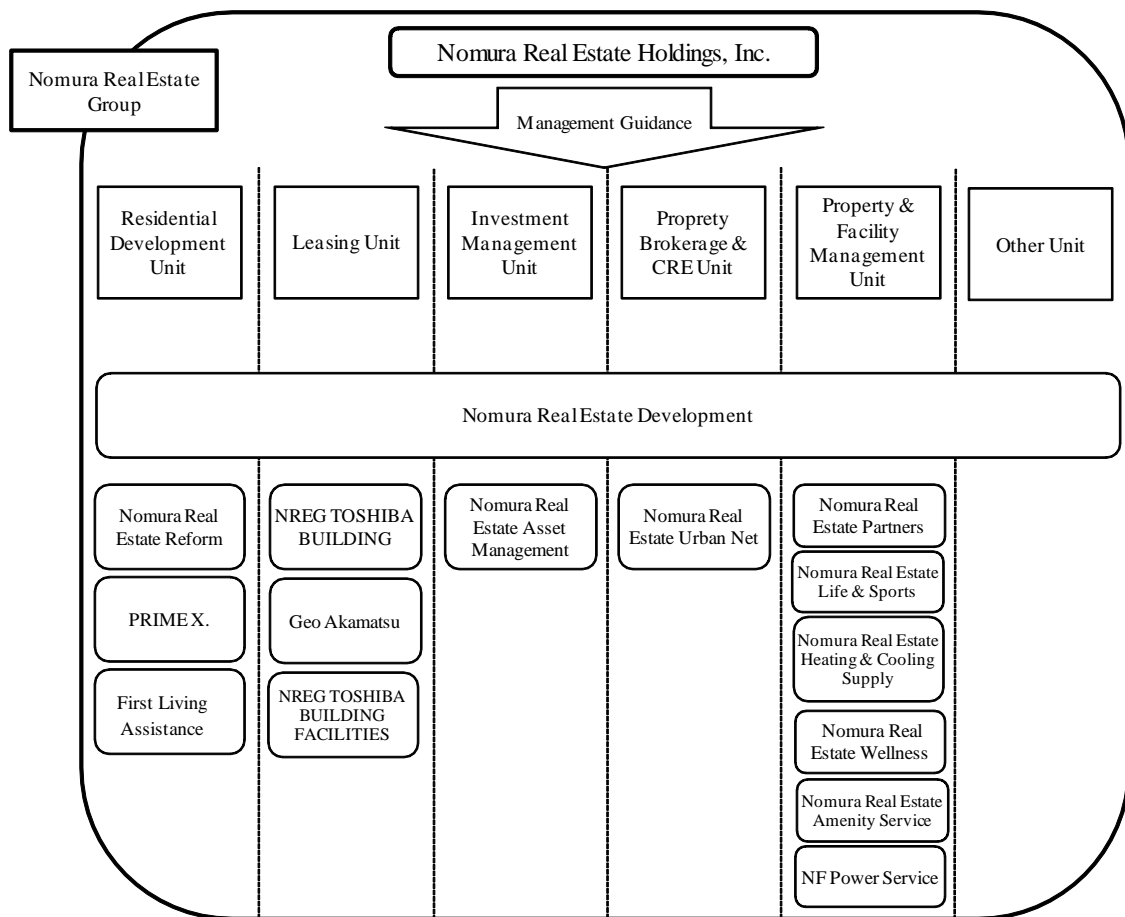 Nomura Real Estate Holdings, Inc.
Nomura Real Estate
Group
Management Guidance
Residential
Development
Unit
Leasing Unit
Investment
Management
Unit
Proprety
Brokerage &
CRE Unit
Property &
Facility
Management
Unit
Other Unit
Nomura Real Estate Development
Nomura Real
Estate Reform
PRIME X.
First Living
Assistance
NREG TOSHIBA
BUILDING
Geo Akamatsu
NREG TOSHIBA
BUILDING
FACILITIES
Nomura Real
Estate Asset
Management
Nomura Real
Estate Urban Net
Nomura Real
Estate Partners
Nomura Real Estate
Life & Sports
Nomura Real Estate
Heating & Cooling
Supply
Nomura Real
Estate Wellness
Nomura Real Estate
Amenity Service
NF Power Service